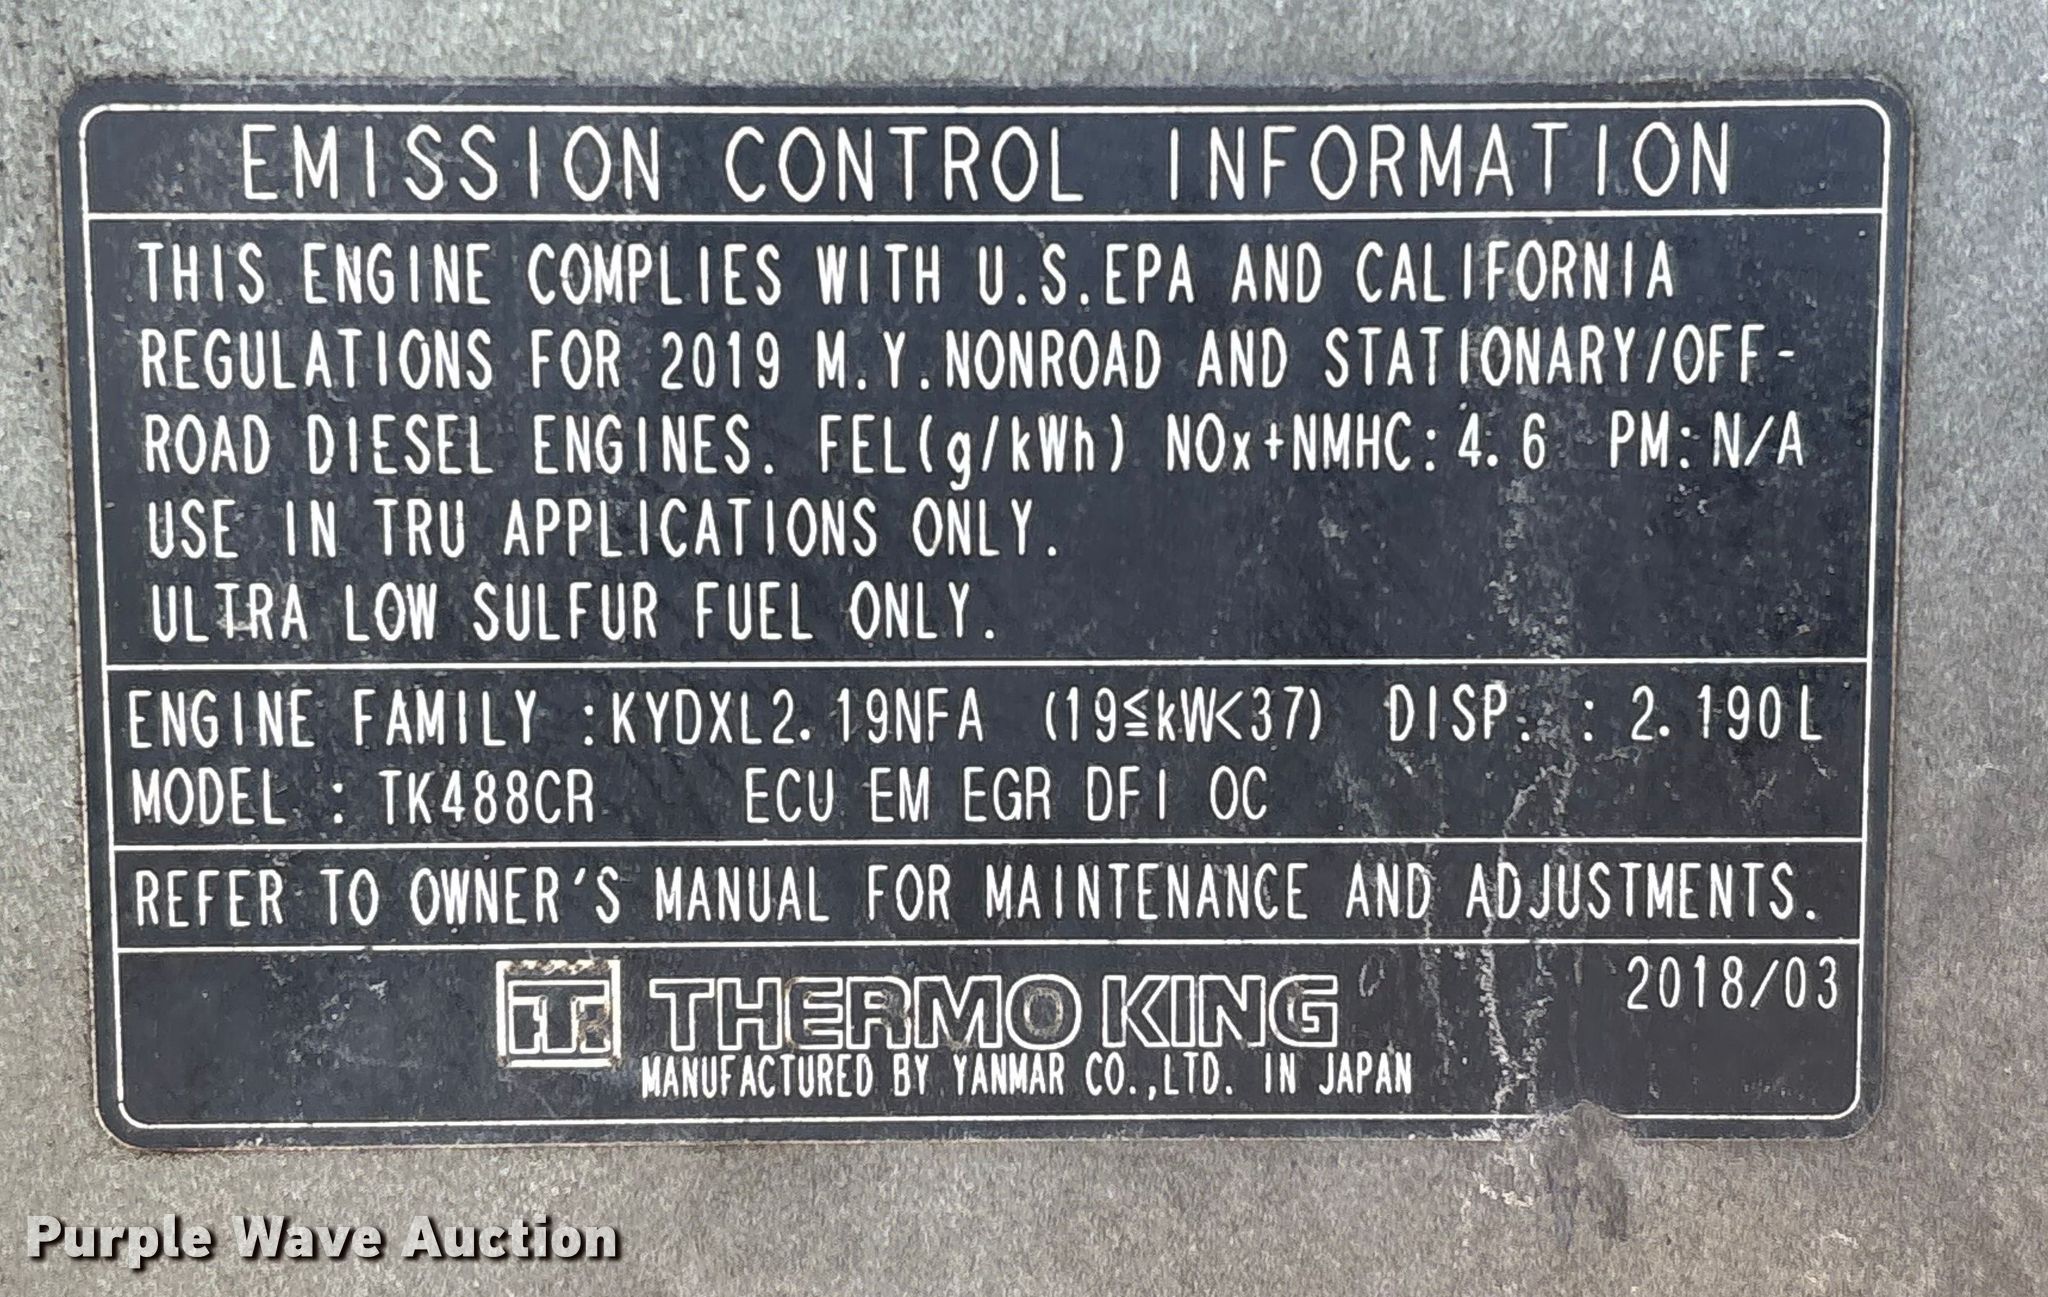 EMISSION CONTROL INFORMATION
THIS ENGINE COMPLIES WITH U.S.EPA AND CALIFORNIA
REGULATIONS FOR 2019 M.Y.NONROAD AND STATIONARY/OFF-
ROAD DIESEL ENGINES. FEL(g/kWh) NOx+NMHC:4.6 PM:N/A
USE IN TRU APPLICATIONS ONLY.
ULTRA LOW SULFUR FUEL ONLY.
ENGINE FAMILY :KYDXL2.19NFA (19≦kW<37) DISP. : 2.190L
MODEL : TK488CR ECU EM EGR DFI OC
REFER TO OWNER'S MANUAL FOR MAINTENANCE AND ADJUSTMENTS.
2018/03
THERMO KING
MANUFACTURED BY YANMAR CO.,LTD. IN JAPAN
Purple Wave Auction